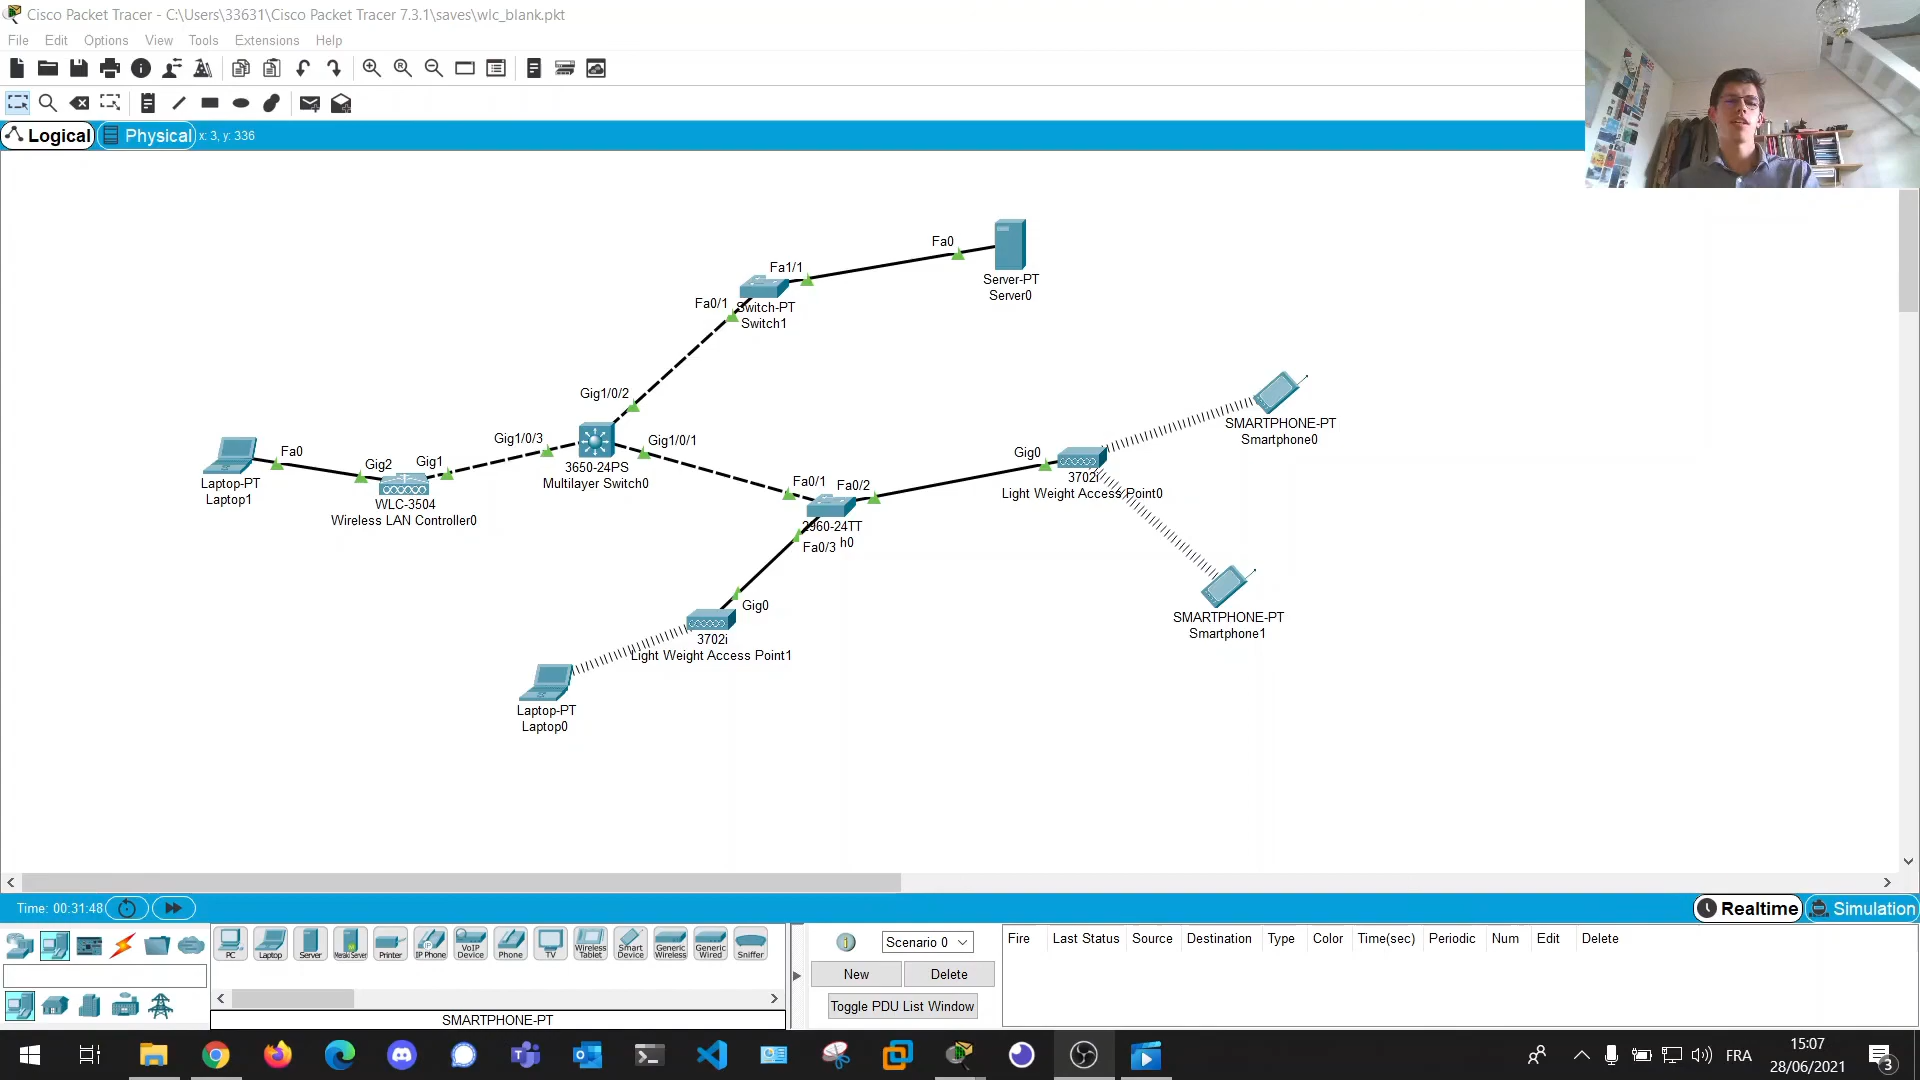 Cisco Packet Tracer - C:\Users\33631\Cisco Packet Tracer 7.3.1\saves\wlc_blank.pkt
File Edit Options View Tools Extensions Help
Logical Physical x: 3, y: 336
Fa0
Server-PT
Server0
Fa1/1
Fa0/1
Switch-PT
Switch1
Gig1/0/2
Gig1/0/3
Gig1/0/1
3650-24PS
Multilayer Switch0
Fa0
Laptop-PT
Laptop1
Gig2
Gig1
WLC-3504
Wireless LAN Controller0
SMARTPHONE-PT
Smartphone0
Gig0
3702i
Light Weight Access Point0
Fa0/1
Fa0/2
2960-24TT
h0
Fa0/3
SMARTPHONE-PT
Smartphone1
Gig0
3702i
Light Weight Access Point1
Laptop-PT
Laptop0
Time: 00:31:48
Realtime Simulation
PC Laptop Server Meraki Server Printer IP Phone VoIP Device Phone TV Wireless Tablet Smart Device Generic Wireless Generic Wired Sniffer
SMARTPHONE-PT
Scenario 0
New Delete
Toggle PDU List Window
Fire Last Status Source Destination Type Color Time(sec) Periodic Num Edit Delete
FRA
15:07
28/06/2021
3